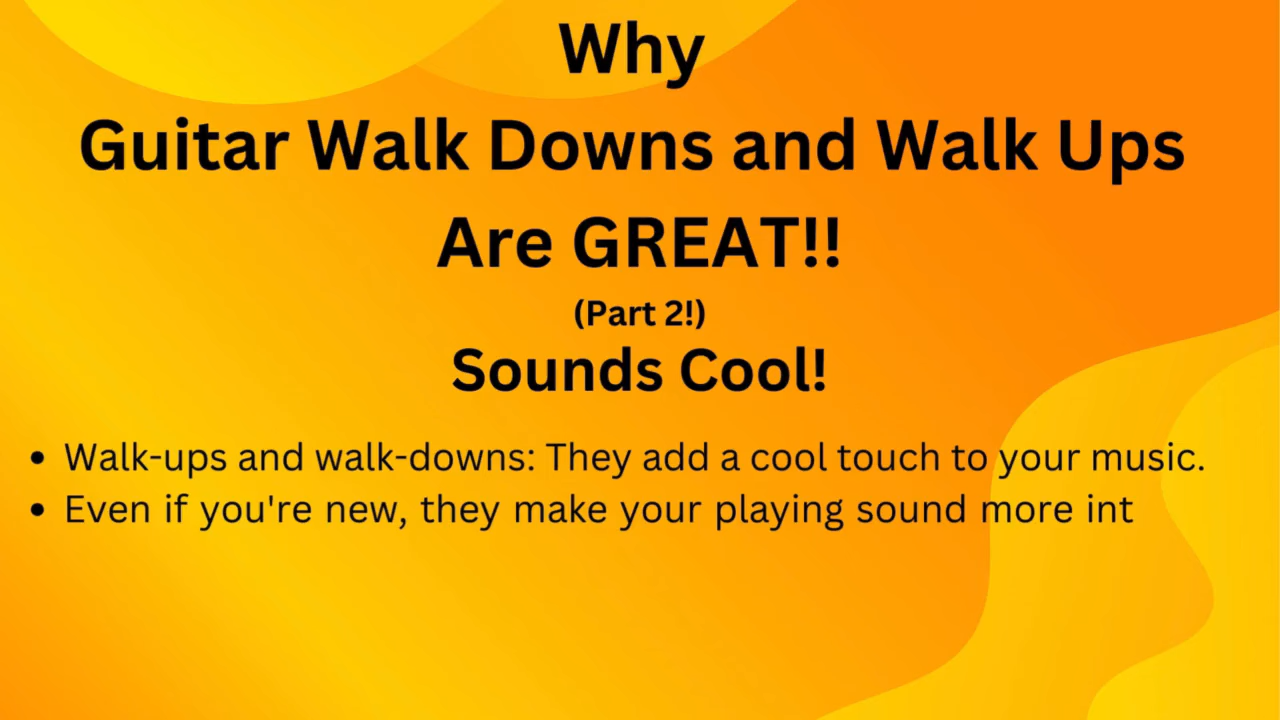 Why
Guitar Walk Downs and Walk Ups
Are GREAT!!
(Part 2!)
Sounds Cool!
• Walk-ups and walk-downs: They add a cool touch to your music.
• Even if you're new, they make your playing sound more int